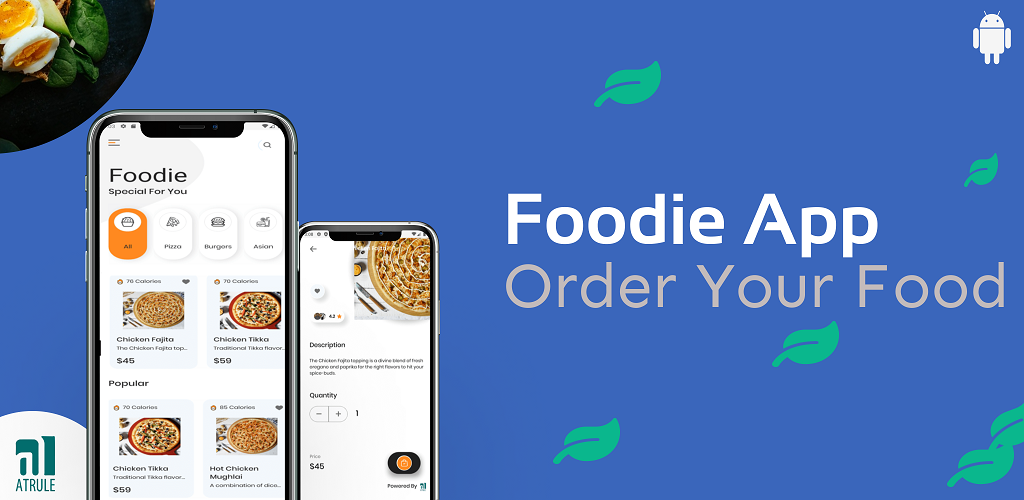 Foodie App
Order Your Food
Foodie
Special For You
All
Pizza
Burgers
Asian
76 Calories
70 Calories
Chicken Fajita
Chicken Tikka
The Chicken Fajita top...
Traditional Tikka flavor...
$45
$59
Popular
70 Calories
85 Calories
Chicken Tikka
Hot Chicken
Mughlai
Traditional Tikka flavor...
A combination of dico...
$59
4.2
Description
The Chicken Fajita topping is a divine blend of fresh
oregano and paprika for the right flavors to hit your
spice- buds.
Quantity
− + 1
Price
$45
Powered By
ATRULE